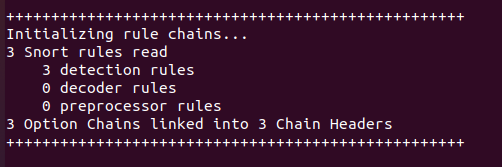 +++++++++++++++++++++++++++++++++++++++++++++++++++
Initializing rule chains...
3 Snort rules read
    3 detection rules
    0 decoder rules
    0 preprocessor rules
3 Option Chains linked into 3 Chain Headers
+++++++++++++++++++++++++++++++++++++++++++++++++++